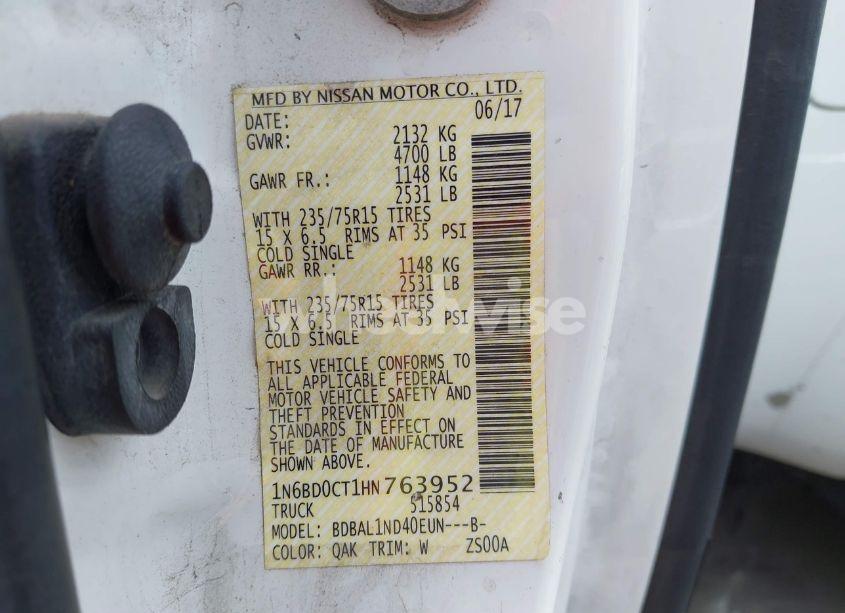 MFD BY NISSAN MOTOR CO., LTD.
DATE: 06/17
GVWR: 2132 KG
4700 LB
GAWR FR.: 1148 KG
2531 LB
WITH 235/75R15 TIRES
15 X 6.5 RIMS AT 35 PSI
COLD SINGLE
GAWR RR.: 1148 KG
2531 LB
WITH 235/75R15 TIRES
15 X 6.5 RIMS AT 35 PSI
COLD SINGLE
THIS VEHICLE CONFORMS TO
ALL APPLICABLE FEDERAL
MOTOR VEHICLE SAFETY AND
THEFT PREVENTION
STANDARDS IN EFFECT ON
THE DATE OF MANUFACTURE
SHOWN ABOVE.
1N6BD0CT1HN763952
TRUCK 515854
MODEL: BDBAL1ND40EUN---B-
COLOR: QAK TRIM: W ZS00A